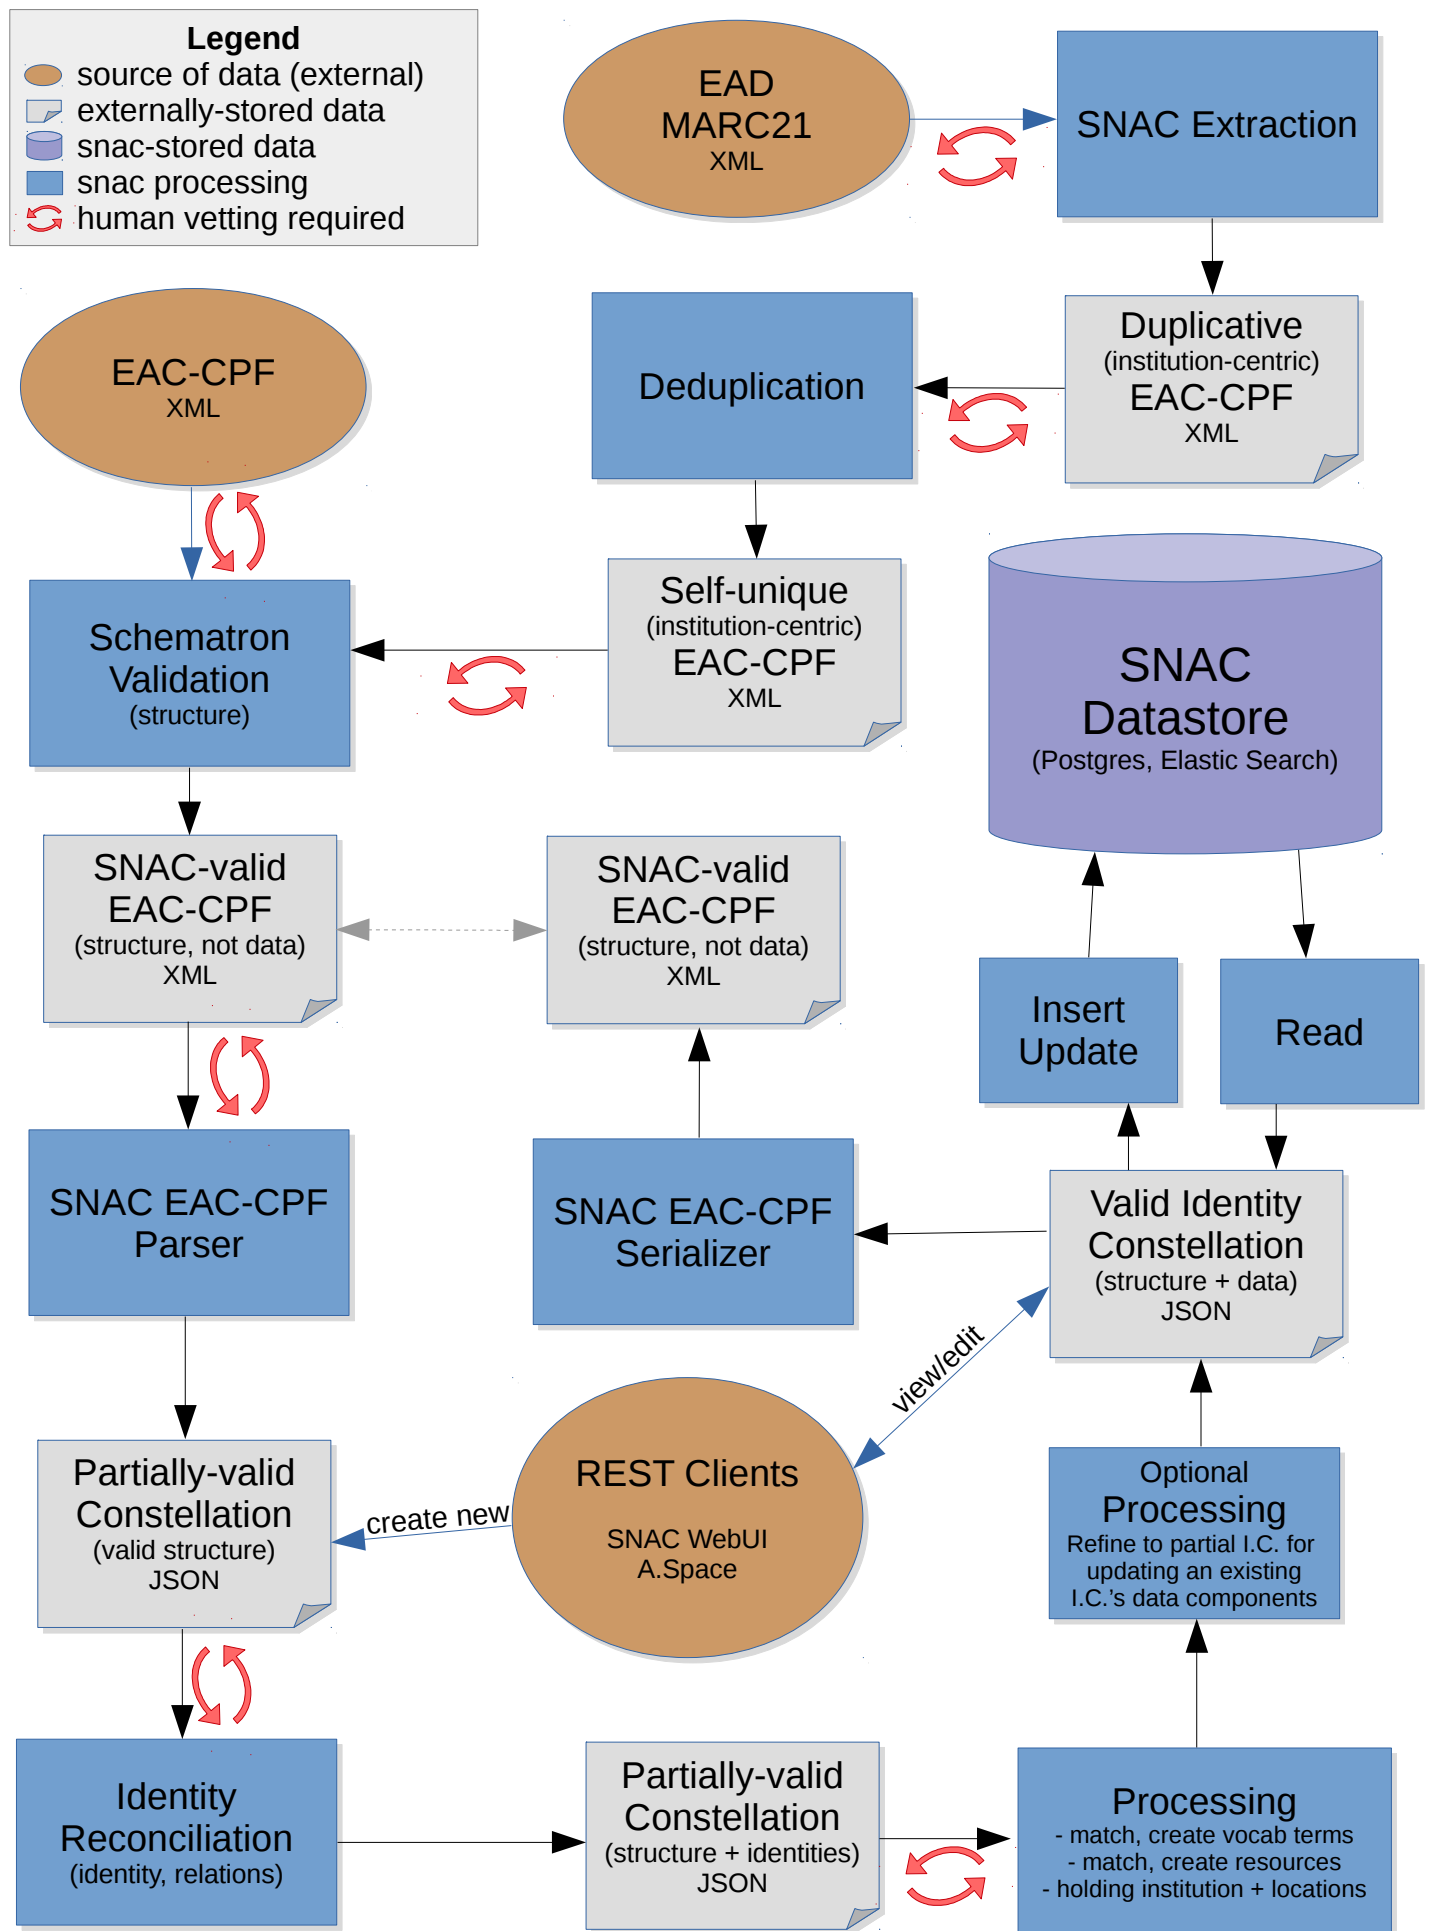 Legend
source of data (external)
externally-stored data
snac-stored data
snac processing
human vetting required
EAD
MARC21
XML
SNAC Extraction
Duplicative
(institution-centric)
EAC-CPF
XML
Deduplication
EAC-CPF
XML
Self-unique
(institution-centric)
EAC-CPF
XML
Schematron
Validation
(structure)
SNAC
Datastore
(Postgres, Elastic Search)
SNAC-valid
EAC-CPF
(structure, not data)
XML
SNAC-valid
EAC-CPF
(structure, not data)
XML
Insert
Update
Read
SNAC EAC-CPF
Parser
SNAC EAC-CPF
Serializer
Valid Identity
Constellation
(structure + data)
JSON
view/edit
Partially-valid
Constellation
(valid structure)
JSON
create new
REST Clients
SNAC WebUI
A.Space
Optional
Processing
Refine to partial I.C. for
updating an existing
I.C.'s data components
Identity
Reconciliation
(identity, relations)
Partially-valid
Constellation
(structure + identities)
JSON
Processing
- match, create vocab terms
- match, create resources
- holding institution + locations